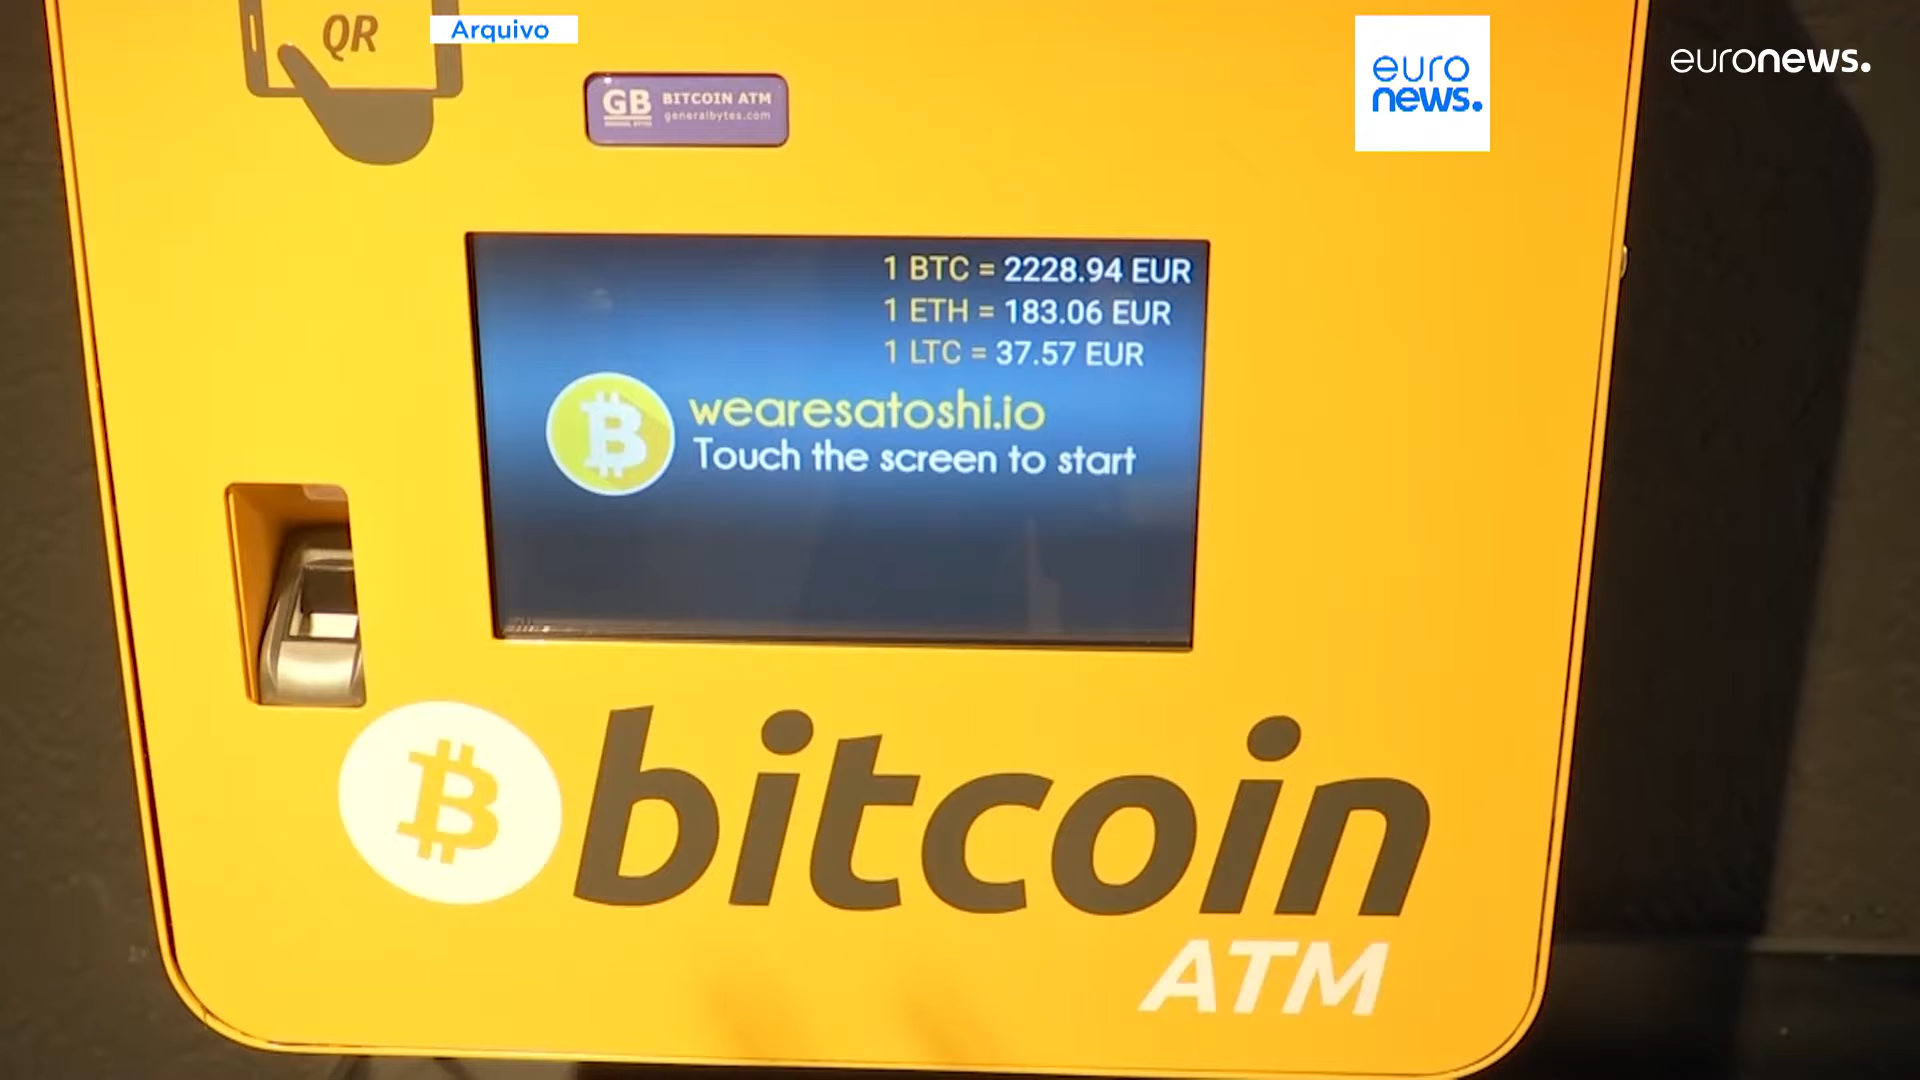 QR
Arquivo
euro
news.
euronews.
GB
BITCOIN ATM
generalbytes.com
1 BTC = 2228.94 EUR
1 ETH = 183.06 EUR
1 LTC = 37.57 EUR
wearesatoshi.io
Touch the screen to start
bitcoin
ATM